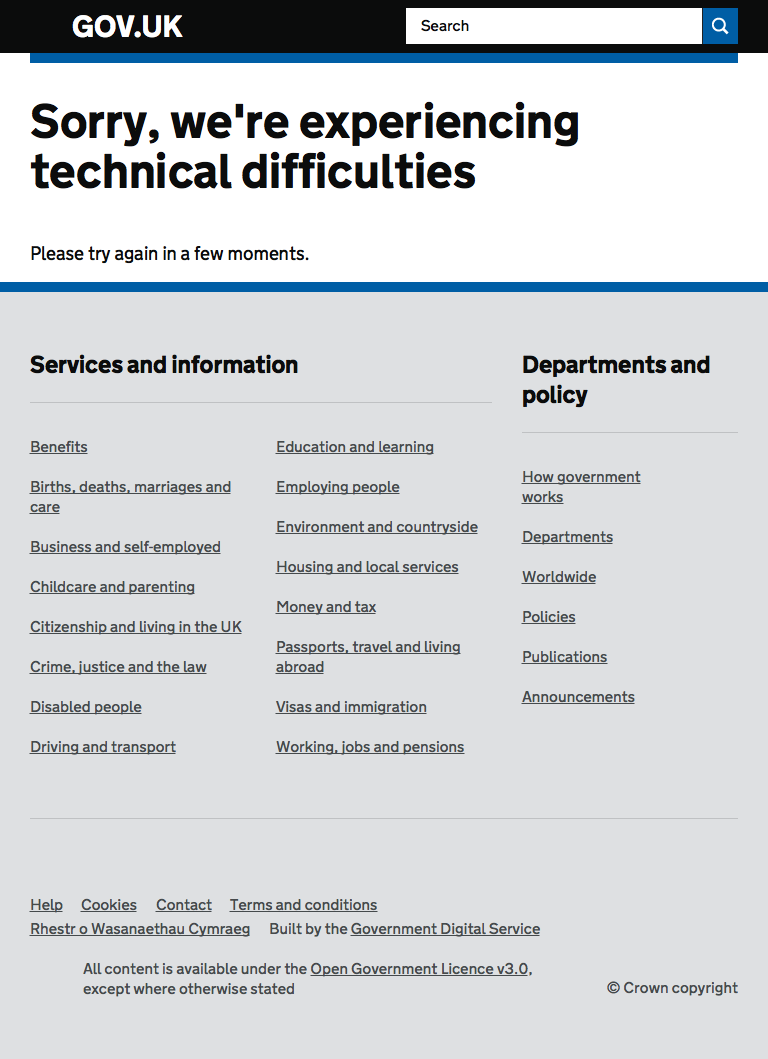 GOV.UK
Search
Sorry, we're experiencing
technical difficulties
Please try again in a few moments.
Services and information
Benefits
Births, deaths, marriages and
care
Business and self-employed
Childcare and parenting
Citizenship and living in the UK
Crime, justice and the law
Disabled people
Driving and transport
Education and learning
Employing people
Environment and countryside
Housing and local services
Money and tax
Passports, travel and living
abroad
Visas and immigration
Working, jobs and pensions
Departments and
policy
How government
works
Departments
Worldwide
Policies
Publications
Announcements
Help Cookies Contact Terms and conditions
Rhestr o Wasanaethau Cymraeg Built by the Government Digital Service
All content is available under the Open Government Licence v3.0,
except where otherwise stated
© Crown copyright